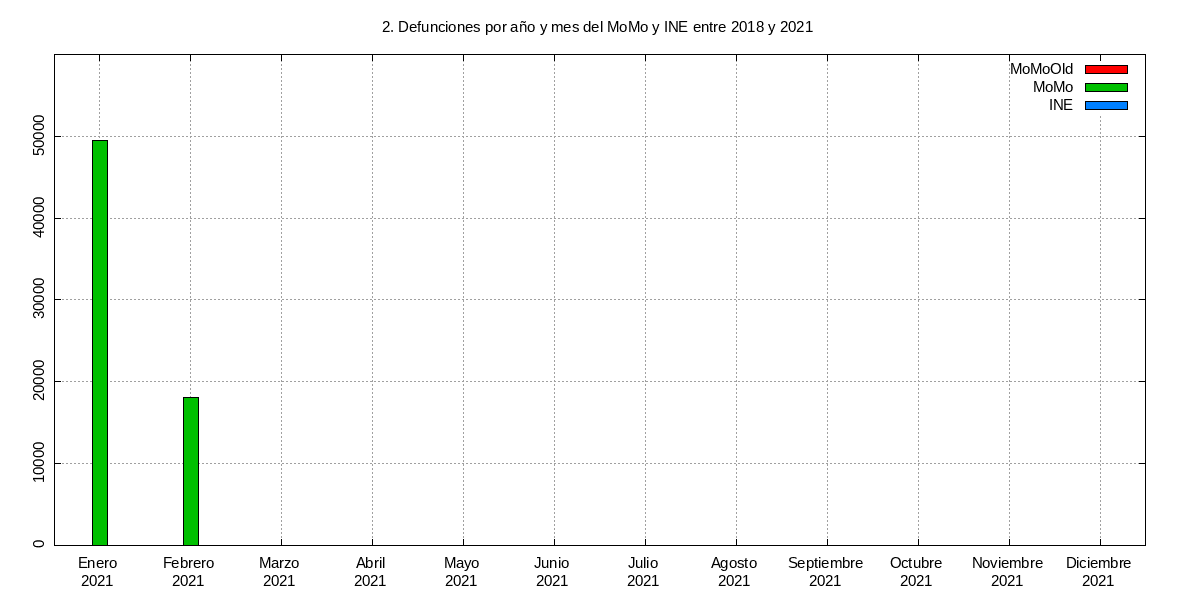 2. Defunciones por año y mes del MoMo y INE entre 2018 y 2021
MoMoOld
MoMo
INE
50000
40000
30000
20000
10000
0
Enero Febrero Marzo Abril Mayo Junio Julio Agosto Septiembre Octubre Noviembre Diciembre
2021 2021 2021 2021 2021 2021 2021 2021 2021 2021 2021 2021